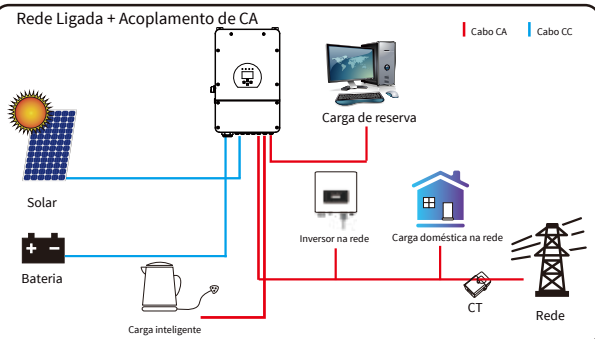 Rede Ligada + Acoplamento de CA
Cabo CA
Cabo CC
Carga de reserva
Solar
Inversor na rede
Carga doméstica na rede
Bateria
CT
Rede
Carga inteligente